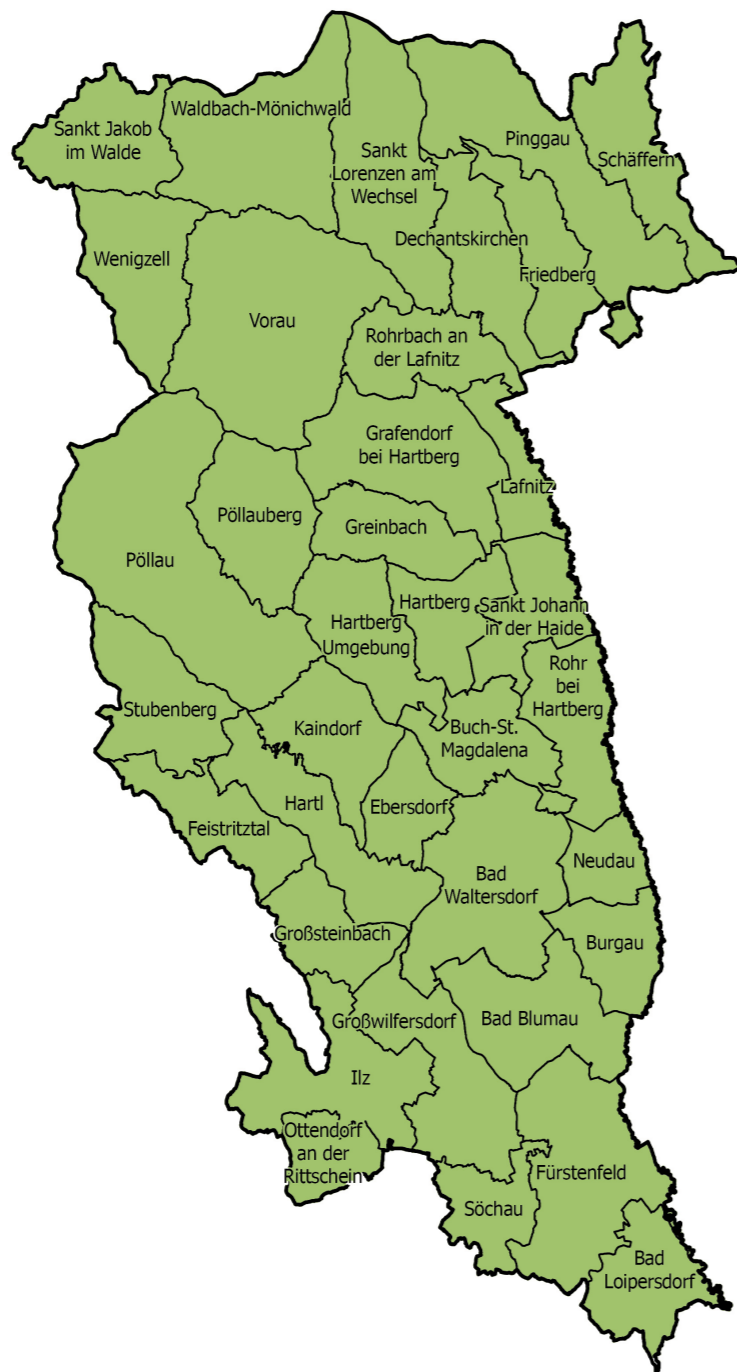 Waldbach-Mönichwald
Sankt Jakob
im Walde
Pinggau
Sankt
Lorenzen am
Wechsel
Schäffern
Wenigzell
Dechantskirchen
Friedberg
Vorau
Rohrbach an
der Lafnitz
Grafendorf
bei Hartberg
Lafnitz
Pöllauberg
Greinbach
Pöllau
Hartberg
Umgebung
Hartberg
Sankt Johann
in der Haide
Rohr
bei
Hartberg
Stubenberg
Kaindorf
Buch-St.
Magdalena
Hartl
Ebersdorf
Feistritztal
Bad
Waltersdorf
Neudau
Großsteinbach
Burgau
Großwilfersdorf
Bad Blumau
Ilz
Ottendorf
an der
Rittschein
Fürstenfeld
Söchau
Bad
Loipersdorf